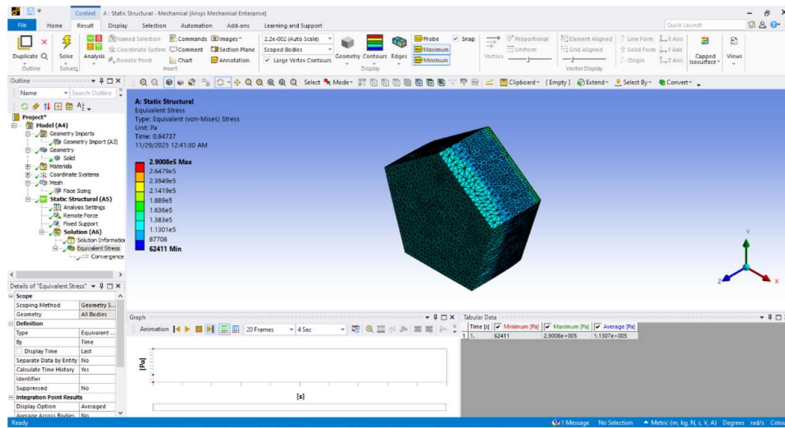 Context
A : Static Structural - Mechanical [Ansys Mechanical Enterprise]
File Home Result Display Selection Automation Add-ons Learning and Support
Quick Launch
Duplicate Q
Outline
Solve
Solver
Analysis
Named Selection
Coordinate System
Remote Point
Commands
Comment
Chart
Images
Section Plane
Annotation
Insert
2.2e-002 (Auto Scale)
Scoped Bodies
Large Vertex Contours
Geometry Contours Edges
Display
Probe
Maximum
Minimum
Snap
Vectors
Proportional
Uniform
Element Aligned
Grid Aligned
Line Form
Solid Form
Origin
X Axis
Y Axis
Z Axis
Vector Display
Capped Isosurface
Views
Outline
Name
Search Outline
Select Mode
Clipboard [ Empty ] Extend Select By Convert
Project*
Model (A4)
Geometry Imports
Geometry Import (A3)
Geometry
Solid
Materials
Coordinate Systems
Mesh
Face Sizing
Static Structural (A5)
Analysis Settings
Remote Force
Fixed Support
Solution (A6)
Solution Informatio
Equivalent Stress
Convergence
A: Static Structural
Equivalent Stress
Type: Equivalent (von-Mises) Stress
Unit: Pa
Time: 0.94737
11/29/2025 12:41:30 AM
2.9008e5 Max
2.6479e5
2.3949e5
2.1419e5
1.889e5
1.636e5
1.383e5
1.1301e5
87708
62411 Min
Y
Z
X
Details of "Equivalent Stre
Scope
Scoping Method Geometry S...
Geometry All Bodies
Definition
Type Equivalent ...
By Time
Display Time Last
Separate Data by Entity No
Calculate Time History Yes
Identifier
Suppressed No
Integration Point Results
Display Option Averaged
Average Across Bodies No
Graph
Animation 20 Frames 4 Sec
[Pa]
[s]
Tabular Data
Time [s] Minimum [Pa] Maximum [Pa] Average [Pa]
1 1. 62411 2.9008e+005 1.1307e+005
Ready
1 Message No Selection Metric (m, kg, N, s, V, A) Degrees rad/s Celsi